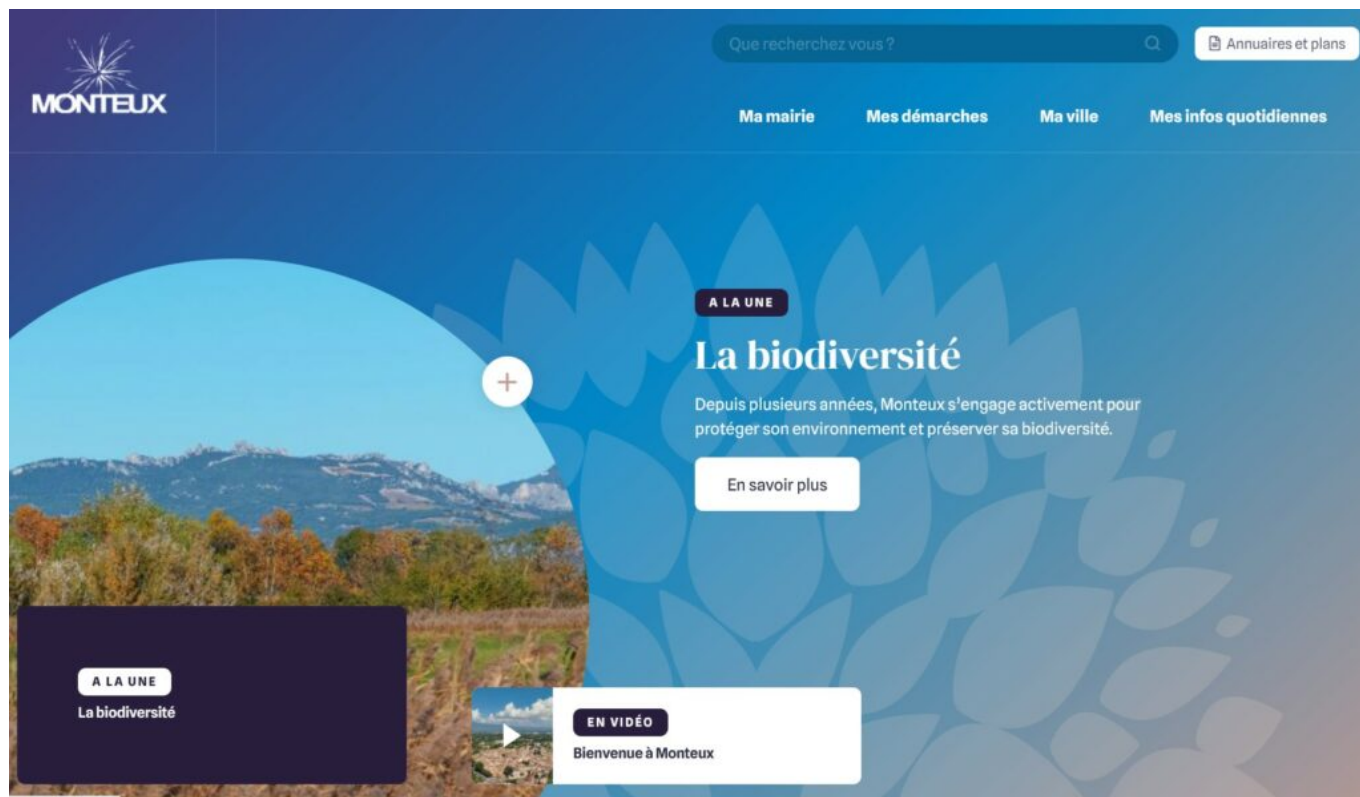 Que recherchez vous ?
Annuaires et plans
MONTEUX
Ma mairie
Mes démarches
Ma ville
Mes infos quotidiennes
A LA UNE
La biodiversité
Depuis plusieurs années, Monteux s'engage activement pour
protéger son environnement et préserver sa biodiversité.
En savoir plus
A LA UNE
La biodiversité
EN VIDÉO
Bienvenue à Monteux